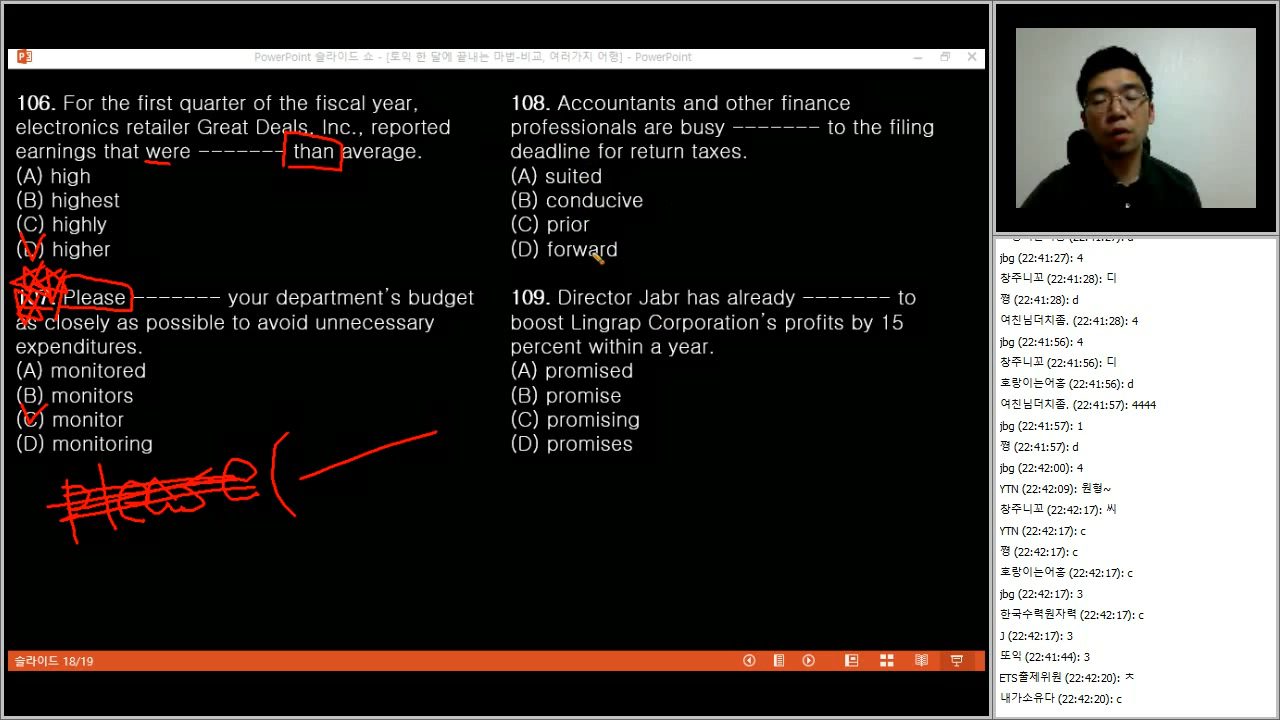 PowerPoint 슬라이드 쇼 - [토익 한 달에 끝내는 마법-비교, 여러가지 어형] - PowerPoint
106. For the first quarter of the fiscal year,
electronics retailer Great Deals, Inc., reported
earnings that were ------- than average.
(A) high
(B) highest
(C) highly
(D) higher
107. Please ------- your department's budget
as closely as possible to avoid unnecessary
expenditures.
(A) monitored
(B) monitors
(C) monitor
(D) monitoring
please
108. Accountants and other finance
professionals are busy ------- to the filing
deadline for return taxes.
(A) suited
(B) conducive
(C) prior
(D) forward
109. Director Jabr has already ------- to
boost Lingrap Corporation's profits by 15
percent within a year.
(A) promised
(B) promise
(C) promising
(D) promises
슬라이드 18/19
jbg (22:41:27): 4
창주니꼬 (22:41:28): 디
쪙 (22:41:28): d
여친님더치좀. (22:41:28): 4
jbg (22:41:56): 4
창주니꼬 (22:41:56): 디
호랑이는어흥 (22:41:56): d
여친님더치좀. (22:41:57): 4444
jbg (22:41:57): 1
쪙 (22:41:57): d
jbg (22:42:00): 4
YTN (22:42:09): 원형~
창주니꼬 (22:42:17): 씨
YTN (22:42:17): c
쪙 (22:42:17): c
호랑이는어흥 (22:42:17): c
jbg (22:42:17): 3
한국수력원자력 (22:42:17): c
J (22:42:17): 3
또익 (22:41:44): 3
ETS출제위원 (22:42:20): ㅊ
내가소유다 (22:42:20): c